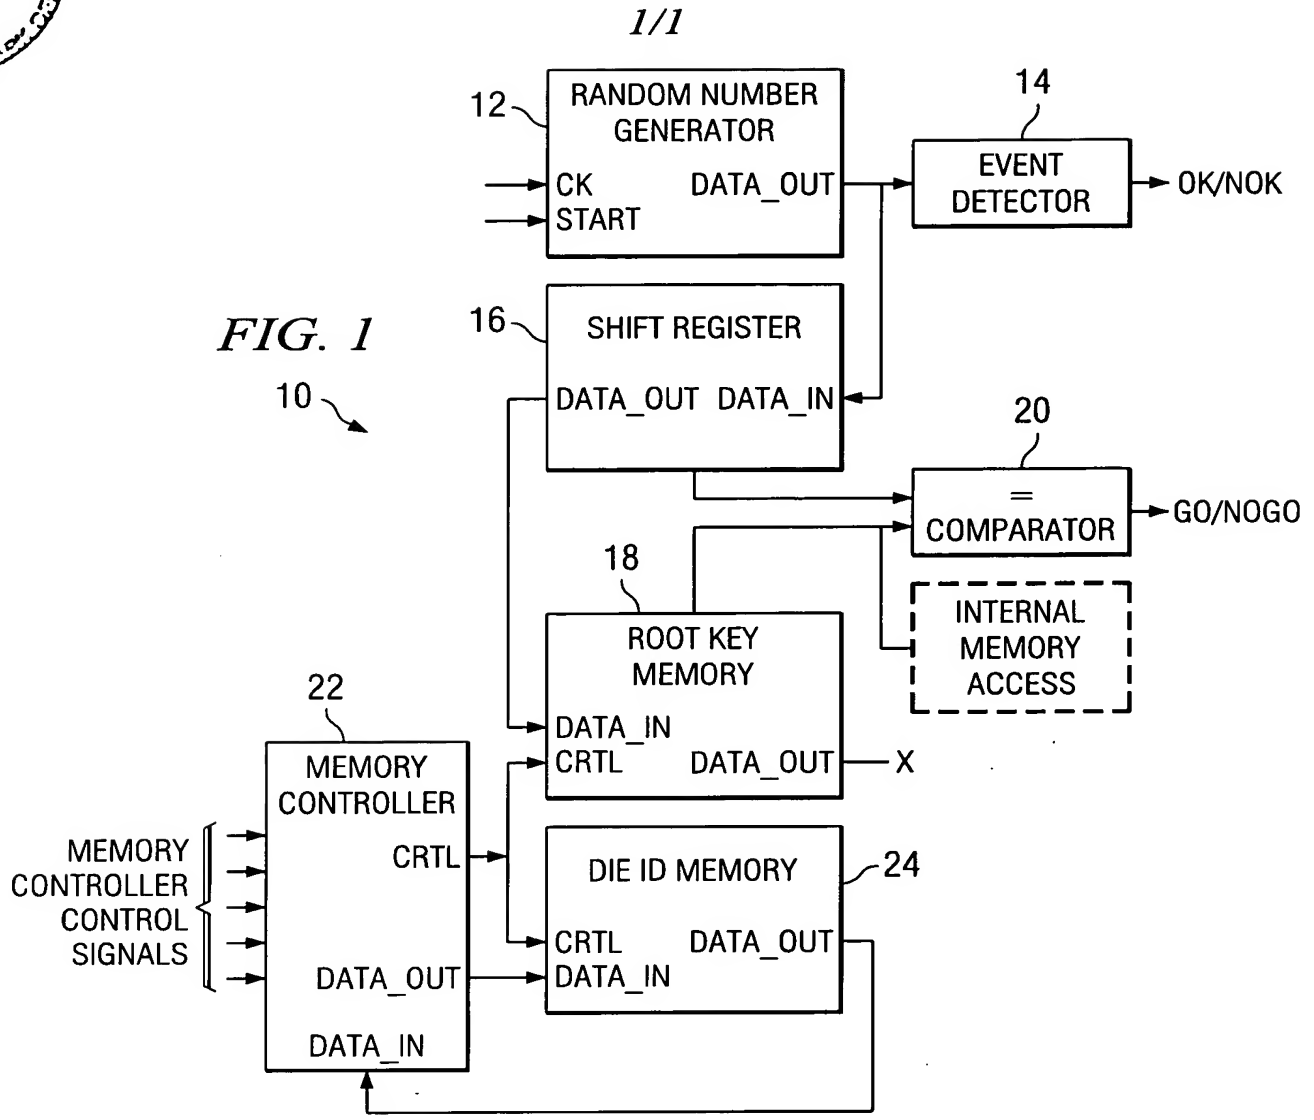 1/1
12
RANDOM NUMBER
GENERATOR
CK DATA_OUT
START
14
EVENT
DETECTOR
OK/NOK
FIG. 1
10
16
SHIFT REGISTER
DATA_OUT DATA_IN
20
=
COMPARATOR
GO/NOGO
18
ROOT KEY
MEMORY
DATA_IN
CRTL DATA_OUT X
INTERNAL
MEMORY
ACCESS
22
MEMORY
CONTROLLER
CRTL
DATA_OUT
DATA_IN
MEMORY
CONTROLLER
CONTROL
SIGNALS
24
DIE ID MEMORY
CRTL DATA_OUT
DATA_IN